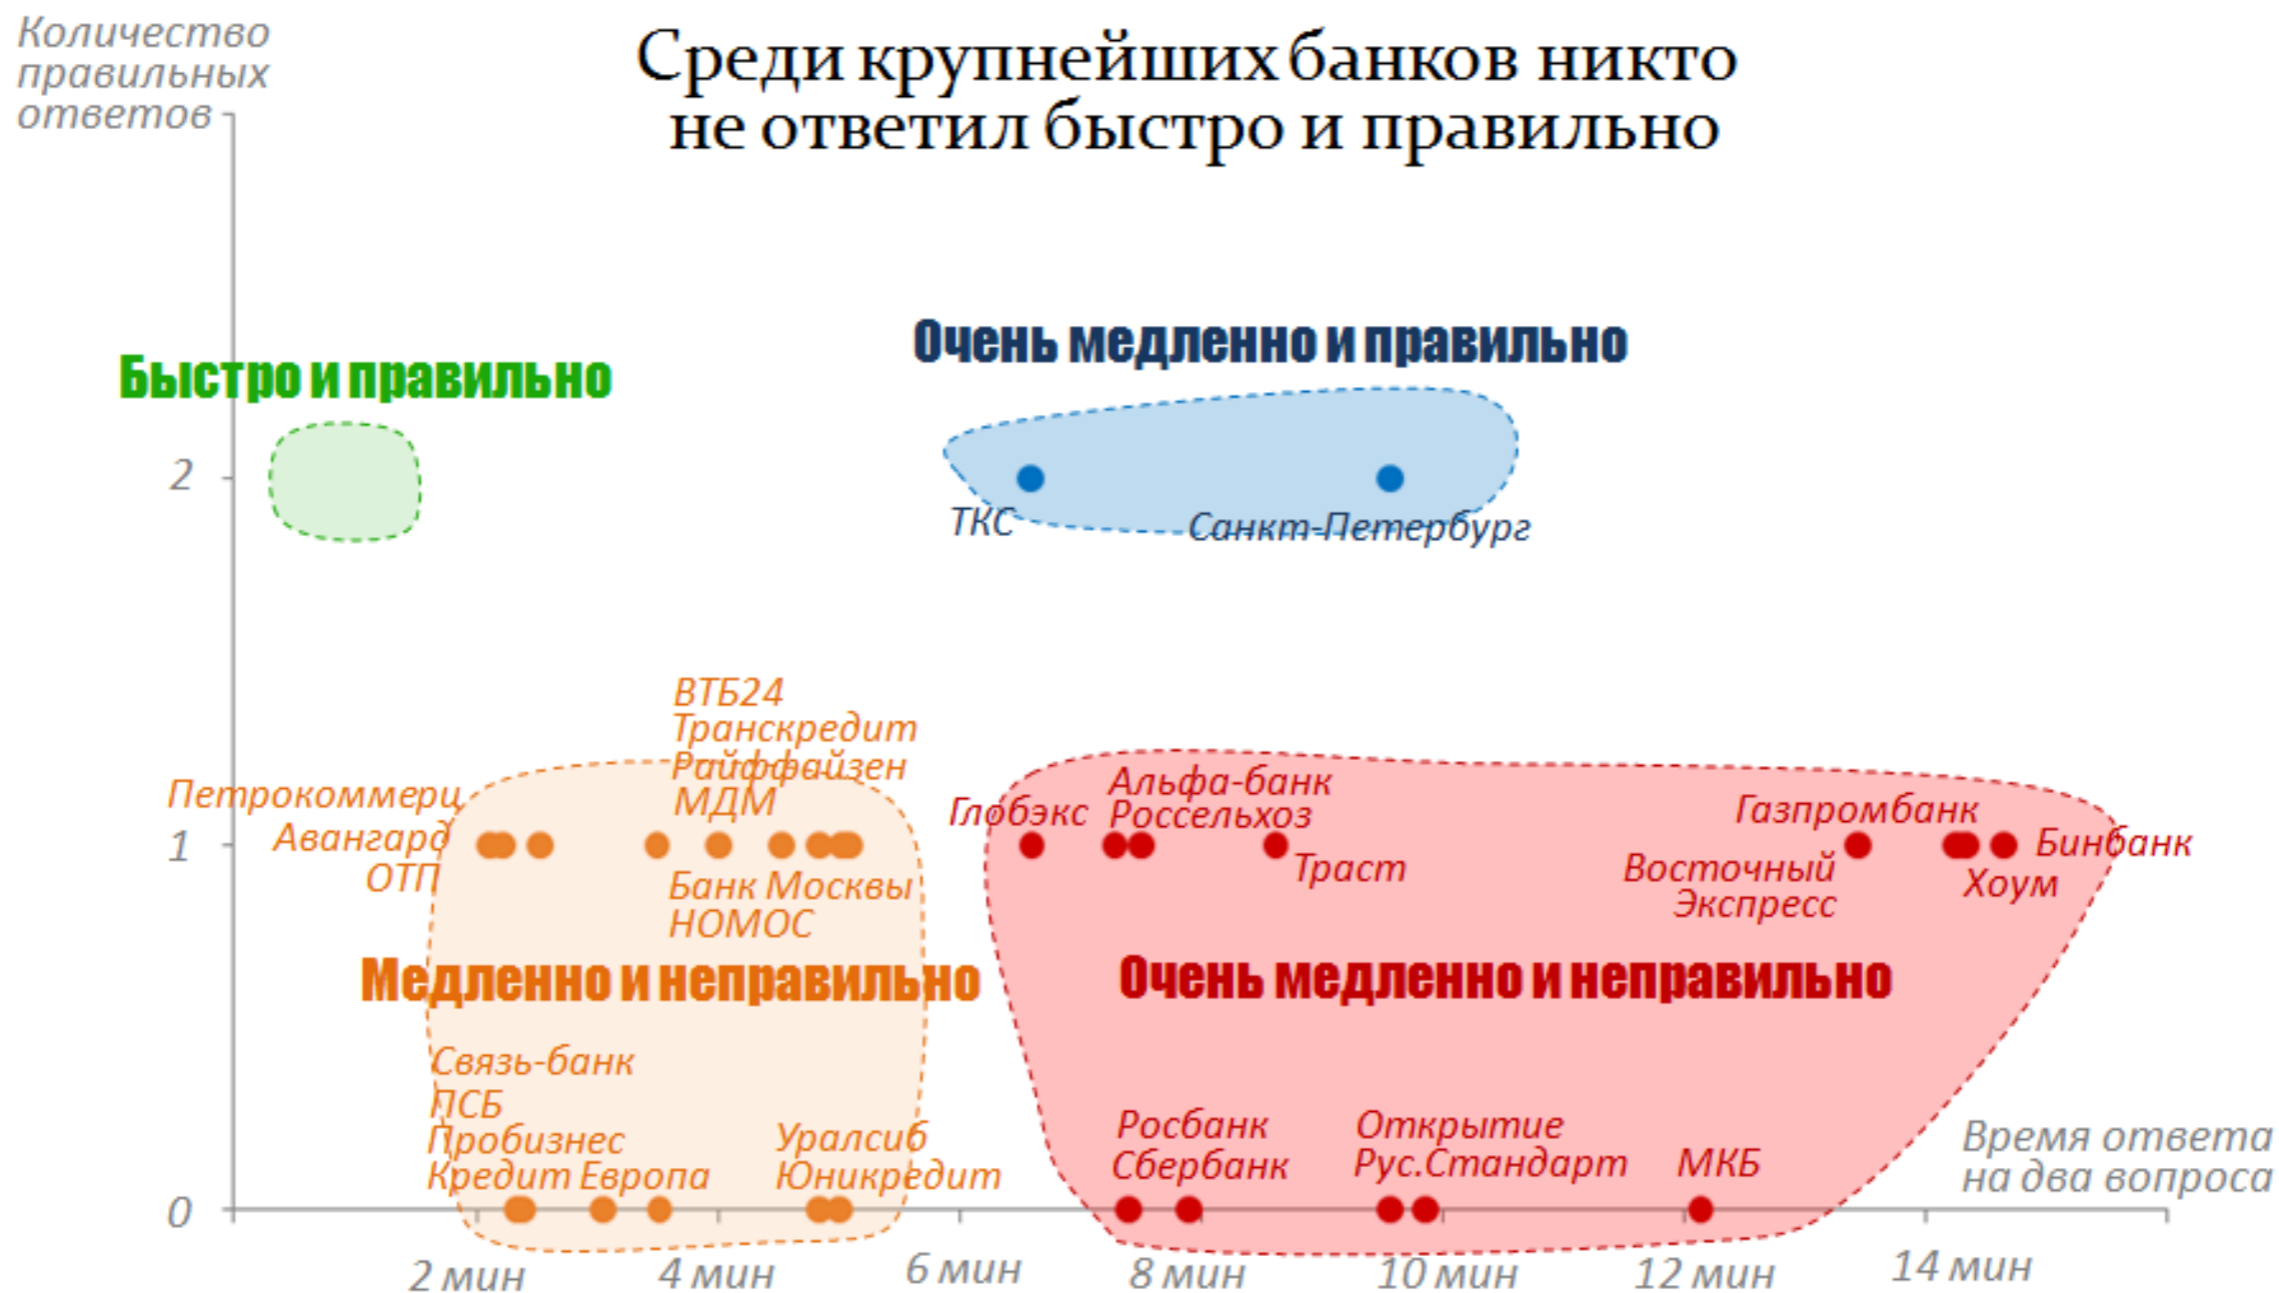 Количество
правильных
ответов
Среди крупнейших банков никто
не ответил быстро и правильно
Очень медленно и правильно
Быстро и правильно
2
ТКС
Санкт-Петербург
ВТБ24
Транскредит
Райффайзен
МДМ
Петрокоммерц
Авангард
ОТП
1
Банк Москвы
НОМОС
Глобэкс
Альфа-банк
Россельхоз
Траст
Газпромбанк
Восточный
Экспресс
Бинбанк
Хоум
Медленно и неправильно
Очень медленно и неправильно
Связь-банк
ПСБ
Пробизнес
Кредит Европа
Уралсиб
Юникредит
Росбанк
Сбербанк
Открытие
Рус.Стандарт
МКБ
Время ответа
на два вопроса
0
2 мин
4 мин
6 мин
8 мин
10 мин
12 мин
14 мин